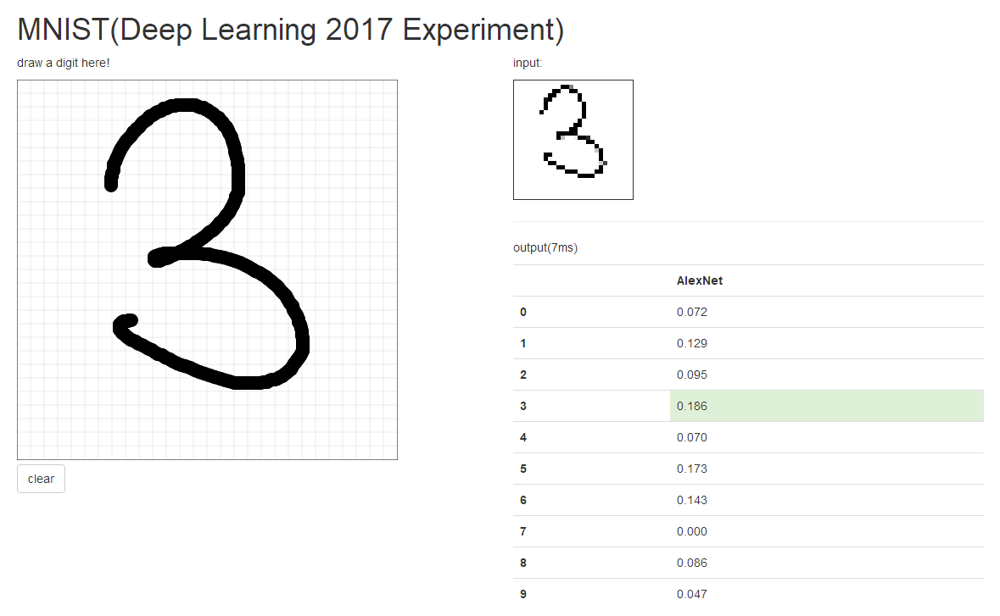 MNIST(Deep Learning 2017 Experiment)
draw a digit here!
3
clear
input:
3
output(7ms)
AlexNet
0 0.072
1 0.129
2 0.095
3 0.186
4 0.070
5 0.173
6 0.143
7 0.000
8 0.086
9 0.047